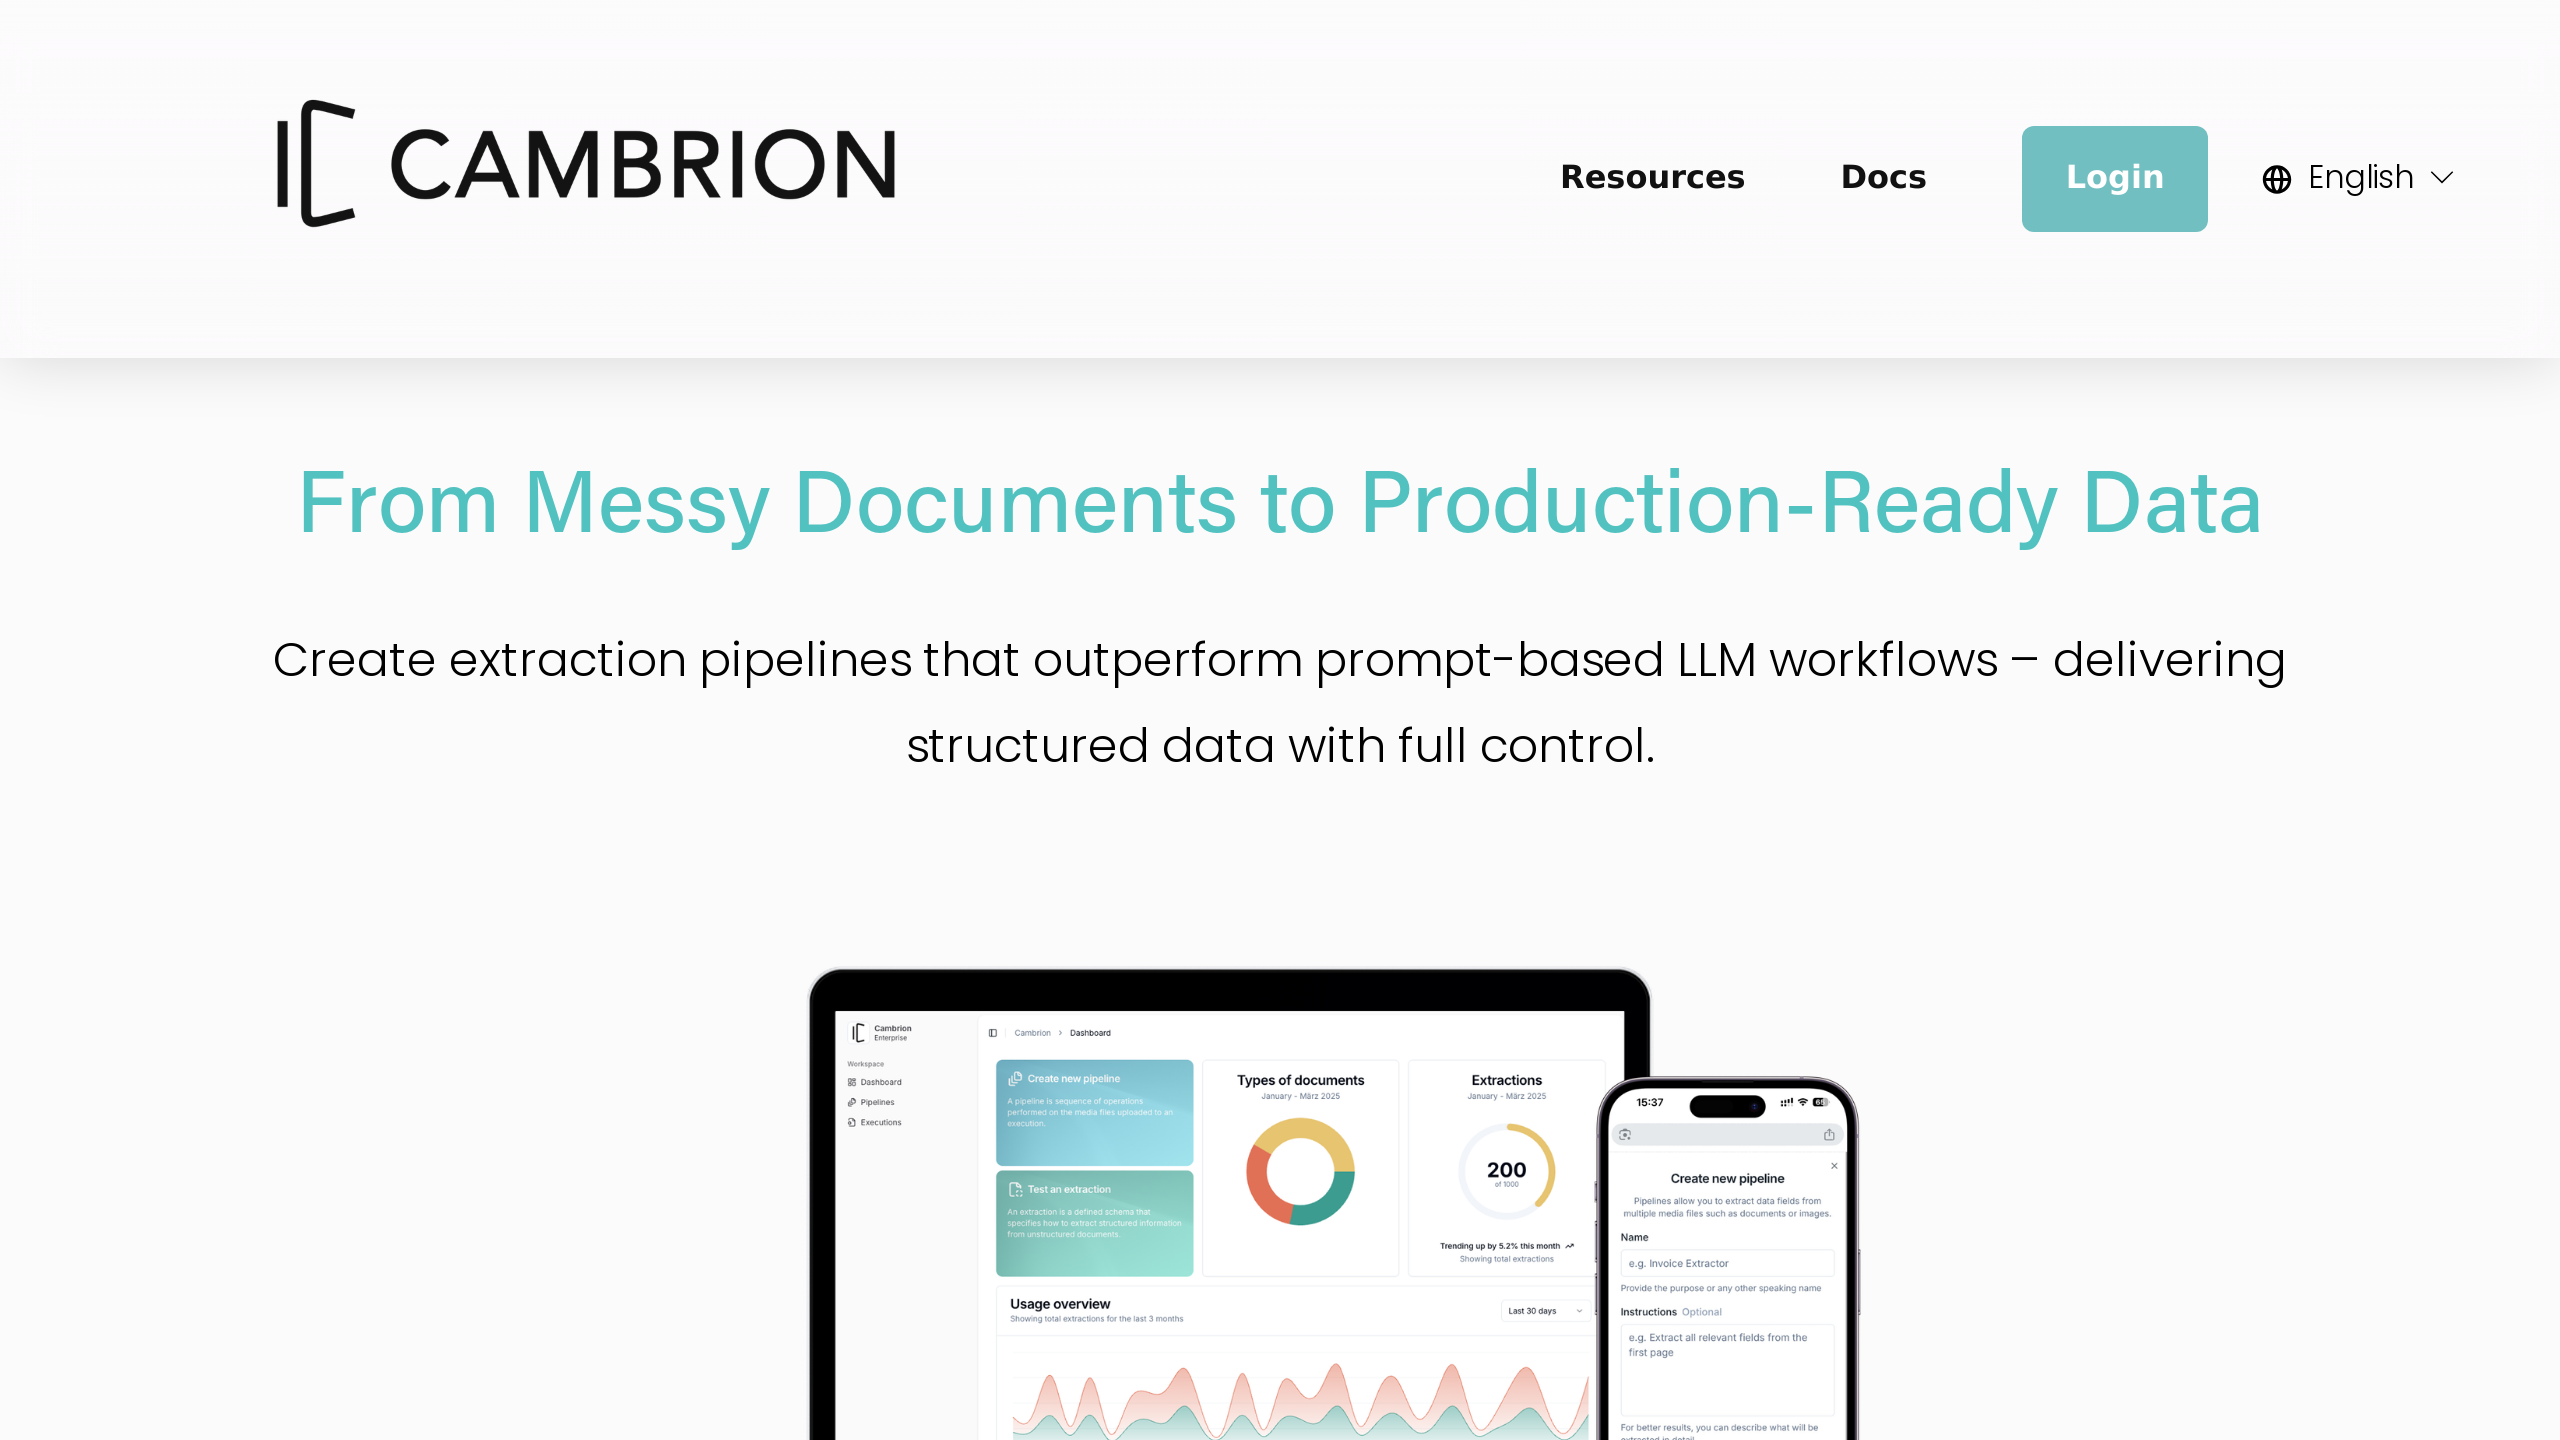 CAMBRION
Resources
Docs
Login
English
From Messy Documents to Production-Ready Data
Create extraction pipelines that outperform prompt-based LLM workflows – delivering
structured data with full control.
Cambrion
Enterprise
Workspace
Dashboard
Pipelines
Executions
Cambrion > Dashboard
Create new pipeline
A pipeline is sequence of operations
performed on the media files uploaded to an
execution.
Test an extraction
An extraction is a defined schema that
specifies how to extract structured information
from unstructured documents.
Types of documents
January - März 2025
Extractions
January - März 2025
200
of 1000
Trending up by 5.2% this month
Showing total extractions
Usage overview
Showing total extractions for the last 3 months
Last 30 days
15:37
65
Create new pipeline
Pipelines allow you to extract data fields from
multiple media files such as documents or images.
Name
e.g. Invoice Extractor
Provide the purpose or any other speaking name
Instructions Optional
e.g. Extract all relevant fields from the
first page
For better results, you can describe what will be
extracted in detail